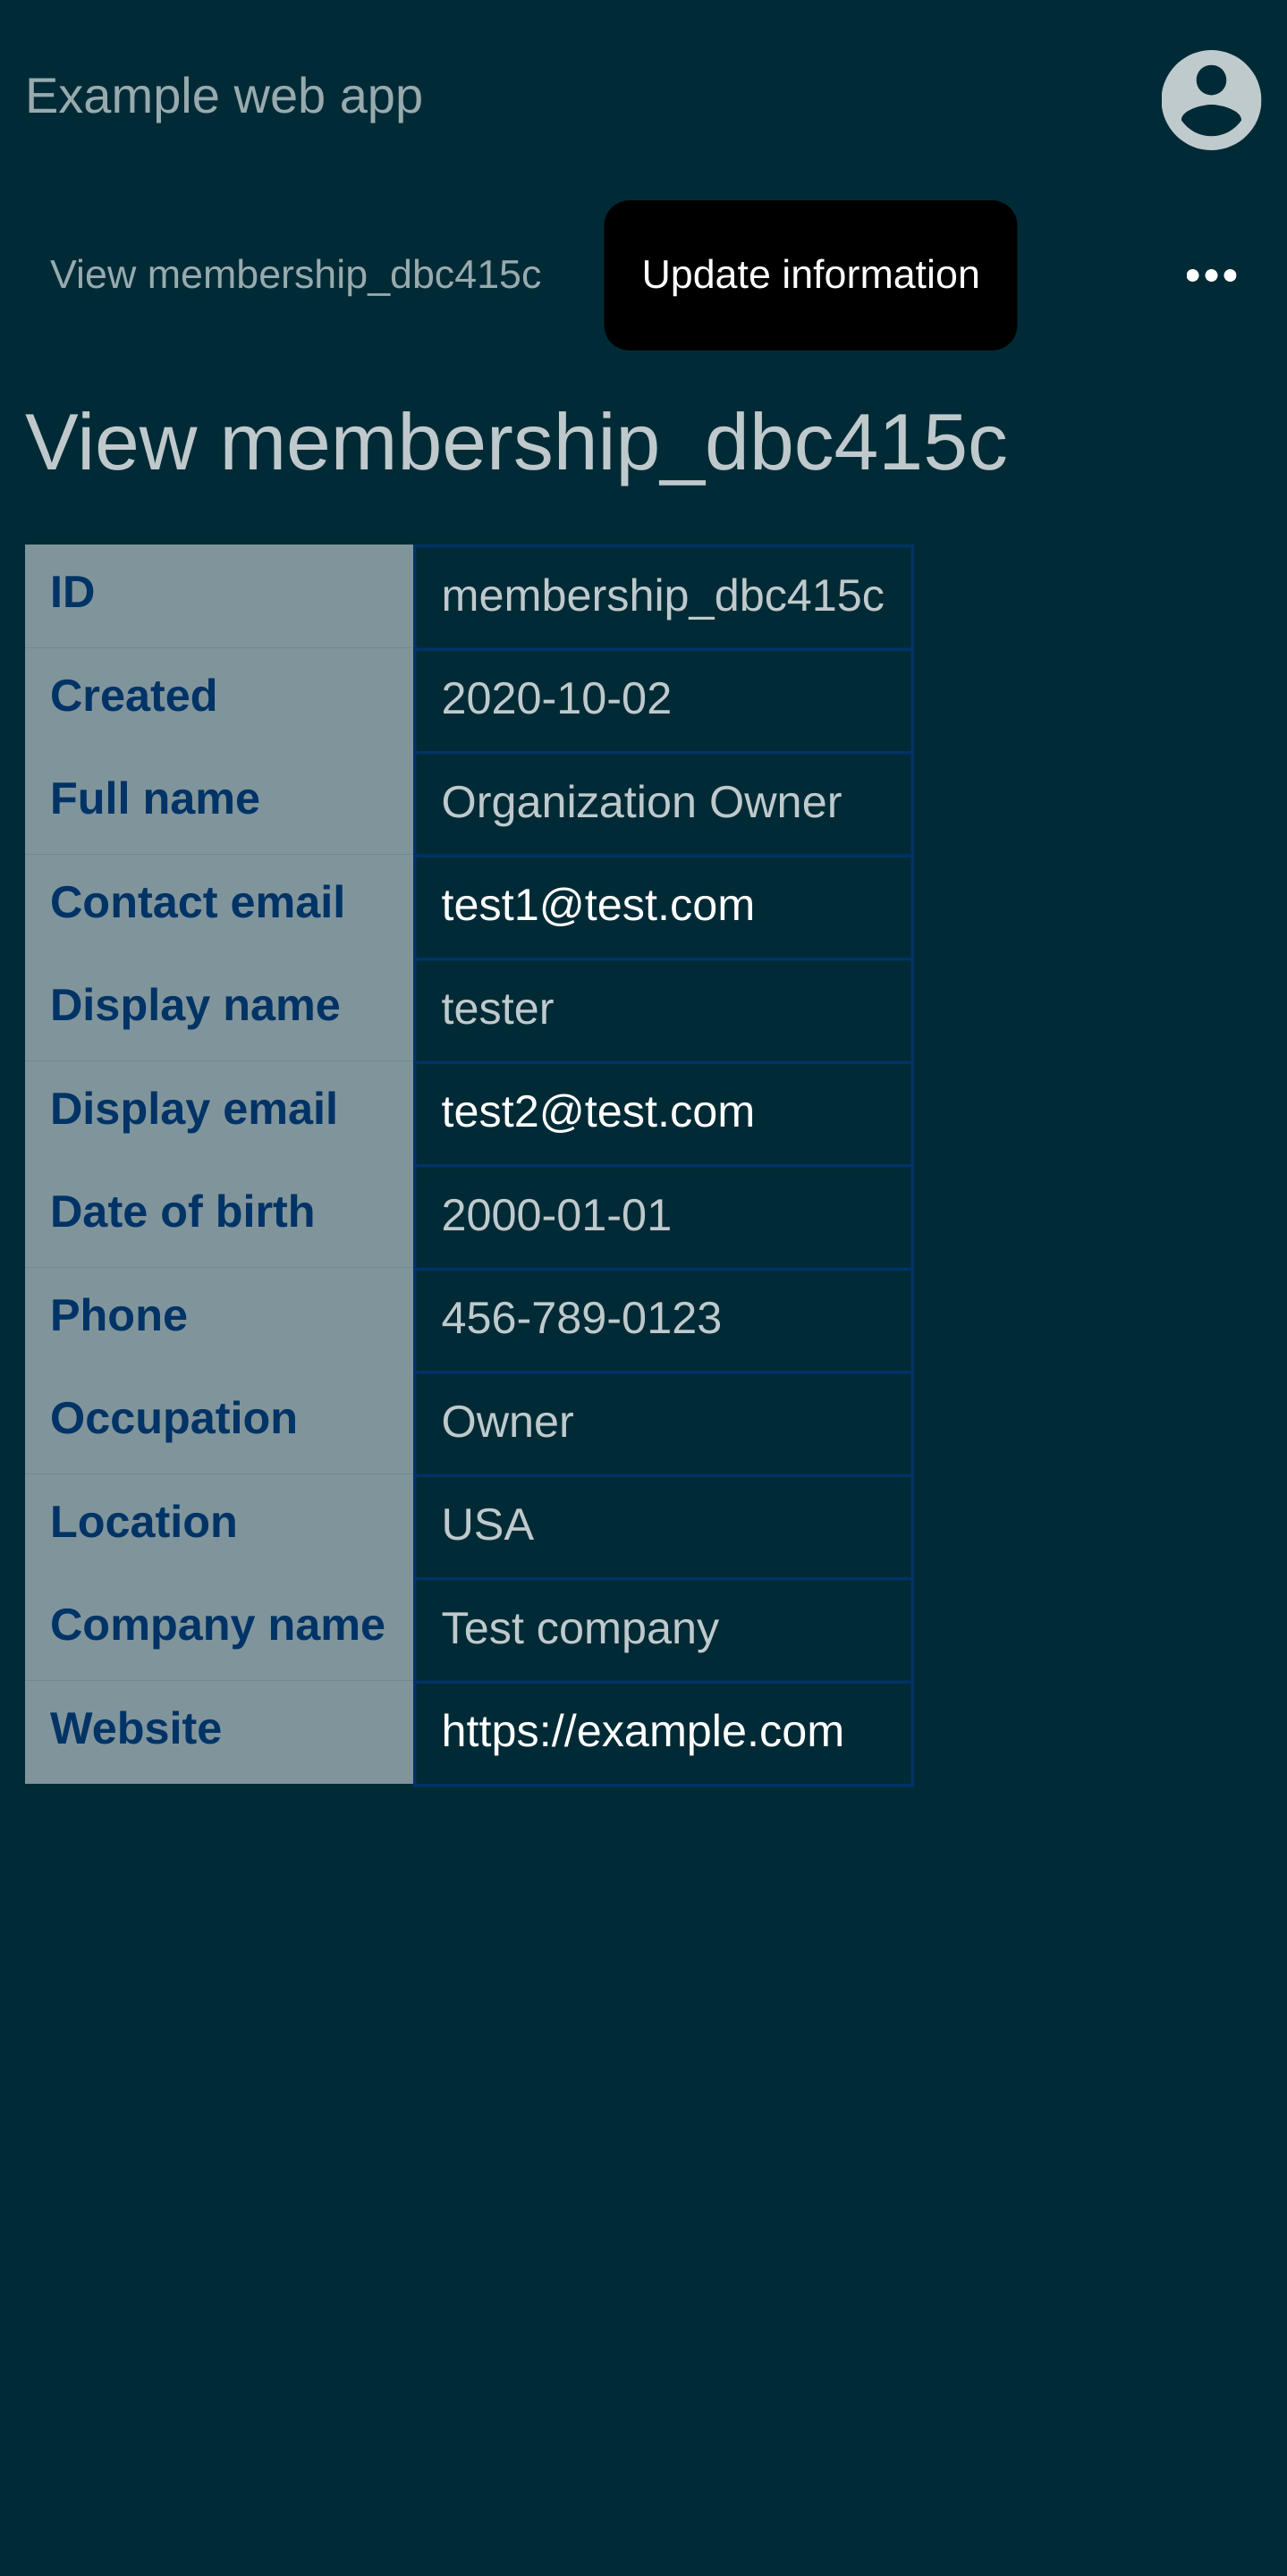 Example web app
View membership_dbc415c Update information
View membership_dbc415c
ID membership_dbc415c
Created 2020-10-02
Full name Organization Owner
Contact email test1@test.com
Display name tester
Display email test2@test.com
Date of birth 2000-01-01
Phone 456-789-0123
Occupation Owner
Location USA
Company name Test company
Website https://example.com